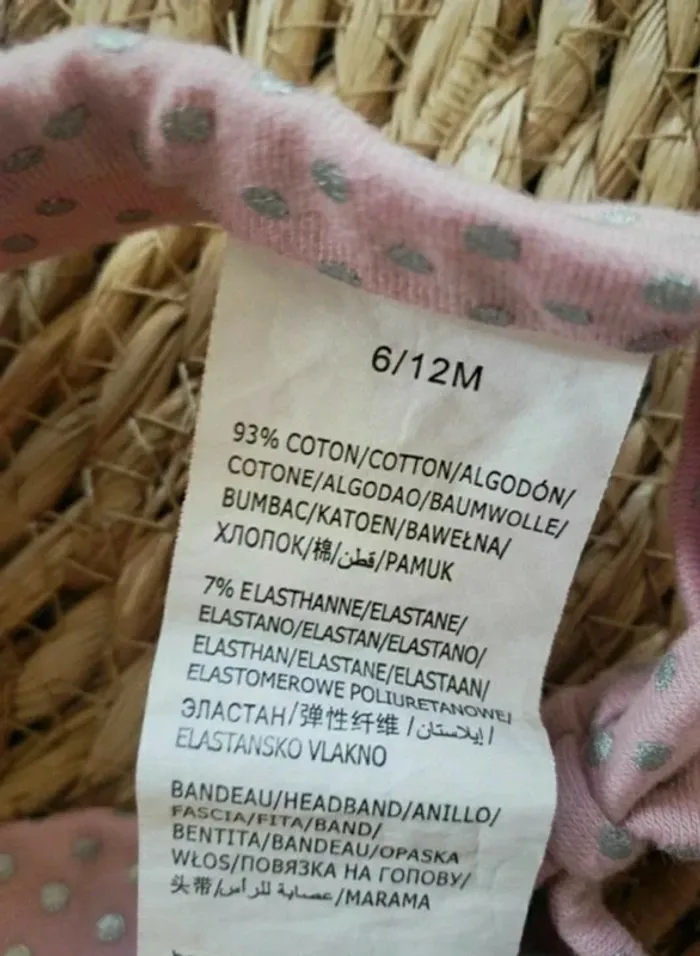 6/12M
93% COTON/COTTON/ALGODÓN/
COTONE/ALGODAO/BAUMWOLLE/
BUMBAC/KATOEN/BAWEŁNA/
ХЛОПОК/棉/قطن/PAMUK
7% ELASTHANNE/ELASTANE/
ELASTANO/ELASTAN/ELASTANO/
ELASTHAN/ELASTANE/ELASTAAN/
ELASTOMEROWE POLIURETANOWE/
ЭЛАСТАН/弹性纤维/إيلاستان/
ELASTANSKO VLAKNO
BANDEAU/HEADBAND/ANILLO/
FASCIA/FITA/BAND/
BENTITA/BANDEAU/OPASKA
WŁOS/ПОВЯЗКА НА ГОПОВУ/
头带/عصابية للرأس/MARAMA